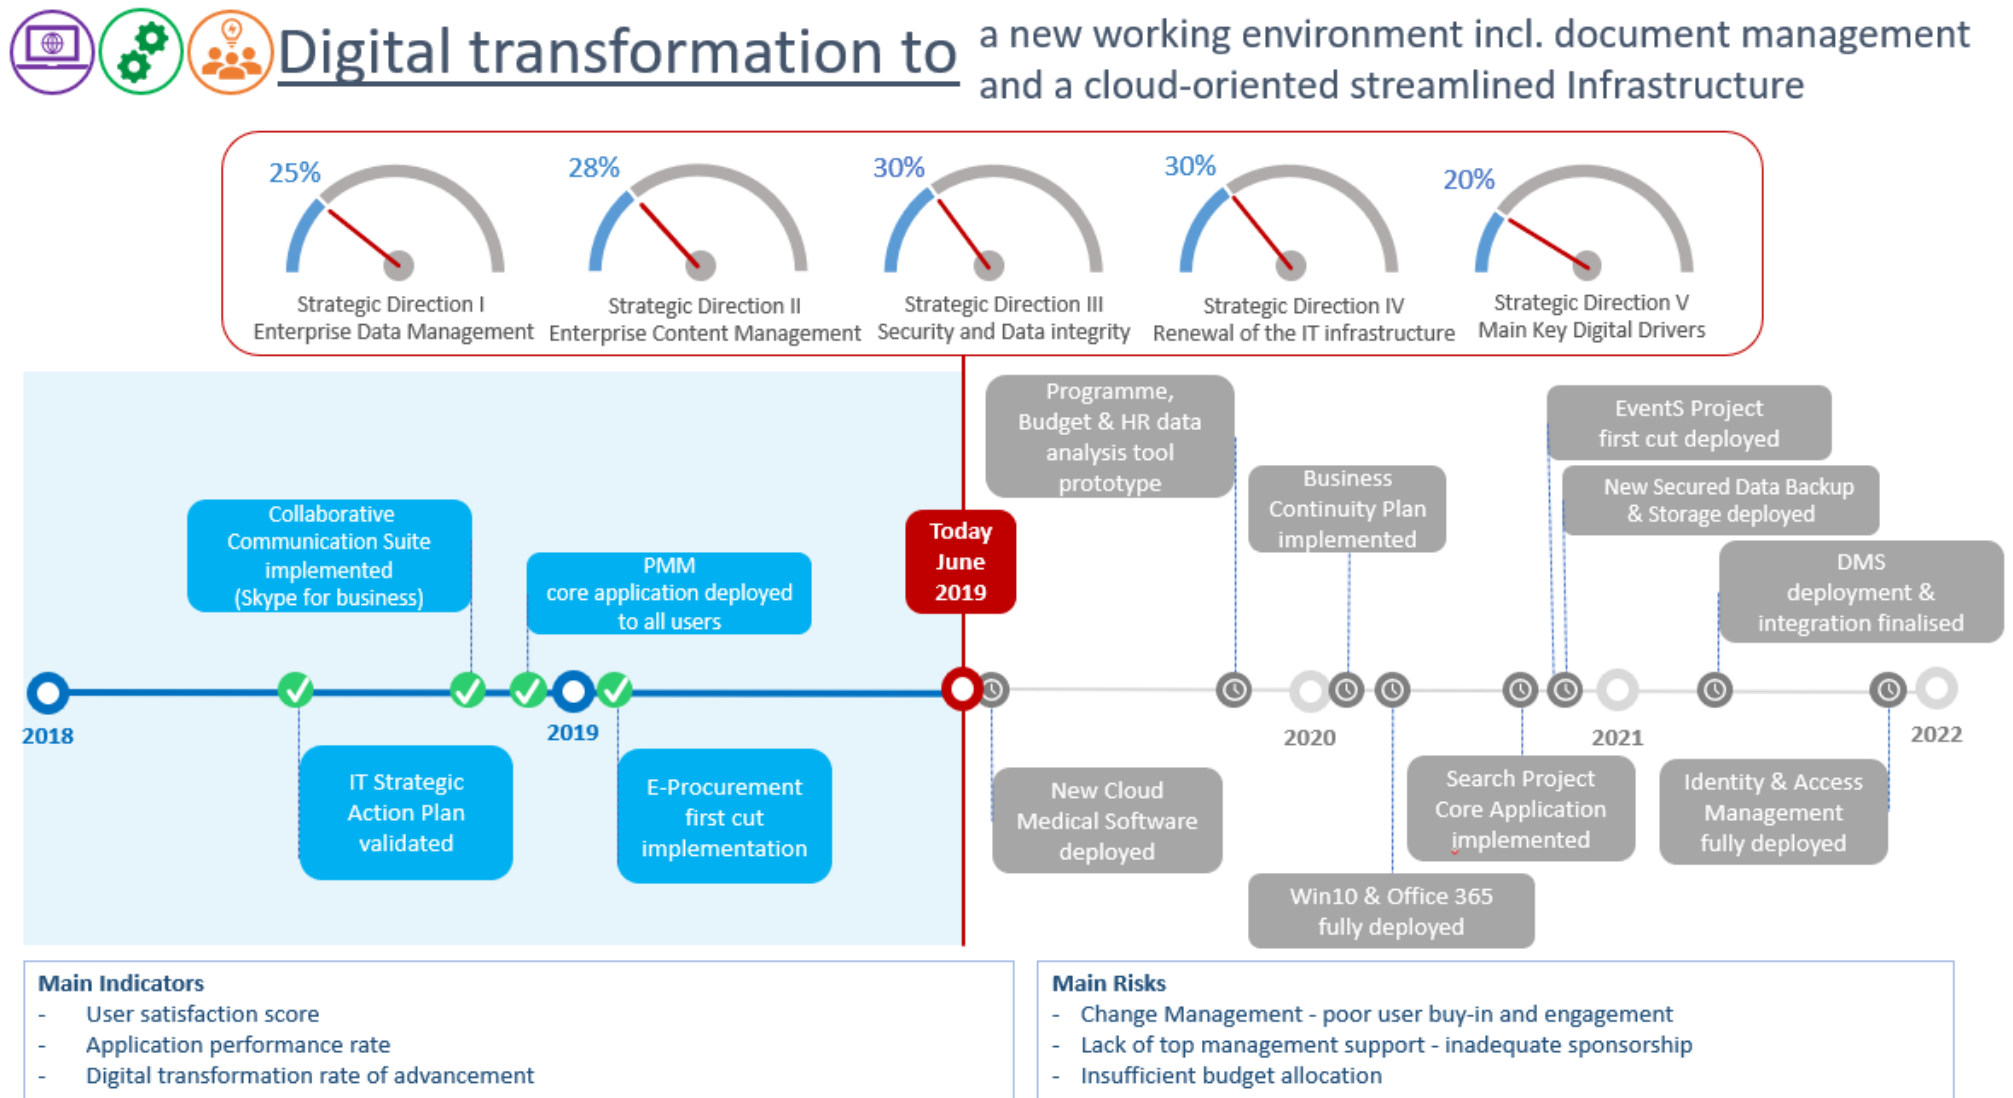 Digital transformation to
a new working environment incl. document management
and a cloud-oriented streamlined Infrastructure
25%
Strategic Direction I
Enterprise Data Management
28%
Strategic Direction II
Enterprise Content Management
30%
Strategic Direction III
Security and Data integrity
30%
Strategic Direction IV
Renewal of the IT infrastructure
20%
Strategic Direction V
Main Key Digital Drivers
Collaborative
Communication Suite
implemented
(Skype for business)
PMM
core application deployed
to all users
Today
June
2019
Programme,
Budget & HR data
analysis tool
prototype
Business
Continuity Plan
implemented
EventS Project
first cut deployed
New Secured Data Backup
& Storage deployed
DMS
deployment &
integration finalised
2018
2019
2020
2021
2022
IT Strategic
Action Plan
validated
E-Procurement
first cut
implementation
New Cloud
Medical Software
deployed
Win10 & Office 365
fully deployed
Search Project
Core Application
implemented
Identity & Access
Management
fully deployed
Main Indicators
- User satisfaction score
- Application performance rate
- Digital transformation rate of advancement
Main Risks
- Change Management - poor user buy-in and engagement
- Lack of top management support - inadequate sponsorship
- Insufficient budget allocation